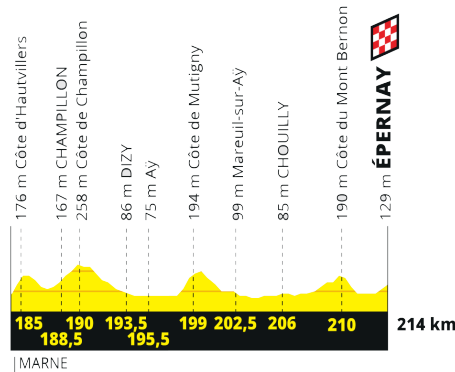 176 m Côte d'Hautvillers
167 m CHAMPILLON
258 m Côte de Champillon
86 m DIZY
75 m Aÿ
194 m Côte de Mutigny
99 m Mareuil-sur-Aÿ
85 m CHOUILLY
190 m Côte du Mont Bernon
129 m ÉPERNAY
185
188,5
190
193,5
195,5
199
202,5
206
210
214 km
MARNE